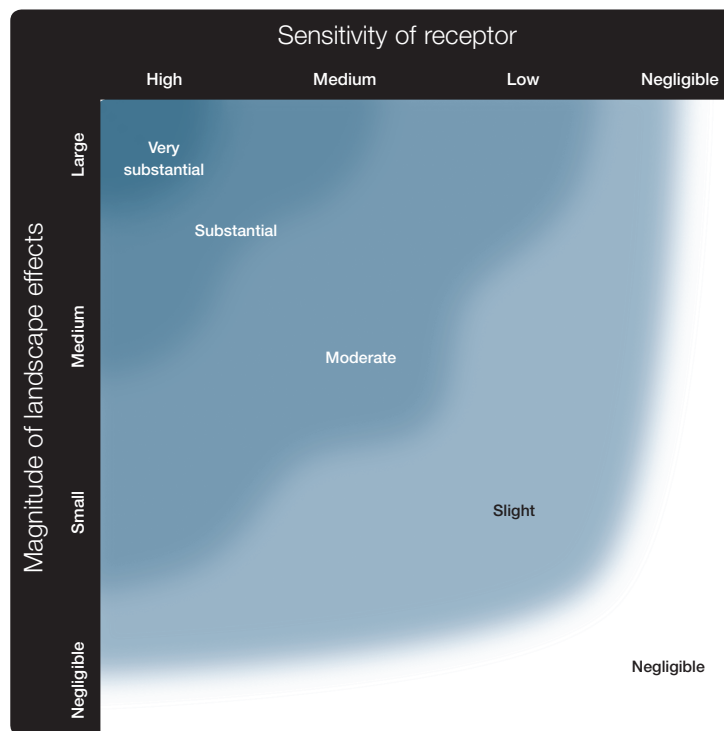 Sensitivity of receptor
High Medium Low Negligible
Magnitude of landscape effects
Large
Medium
Small
Negligible
Very
substantial
Substantial
Moderate
Slight
Negligible